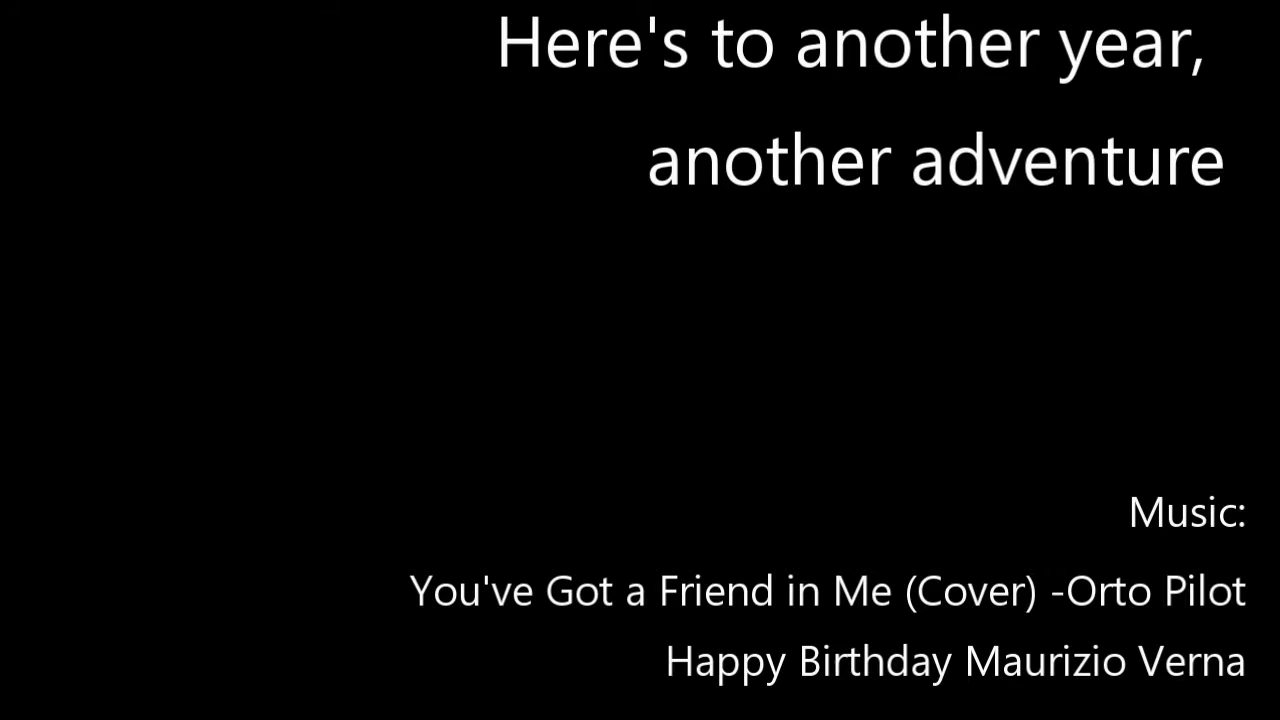 Here's to another year,
another adventure
Music:
You've Got a Friend in Me (Cover) -Orto Pilot
Happy Birthday Maurizio Verna